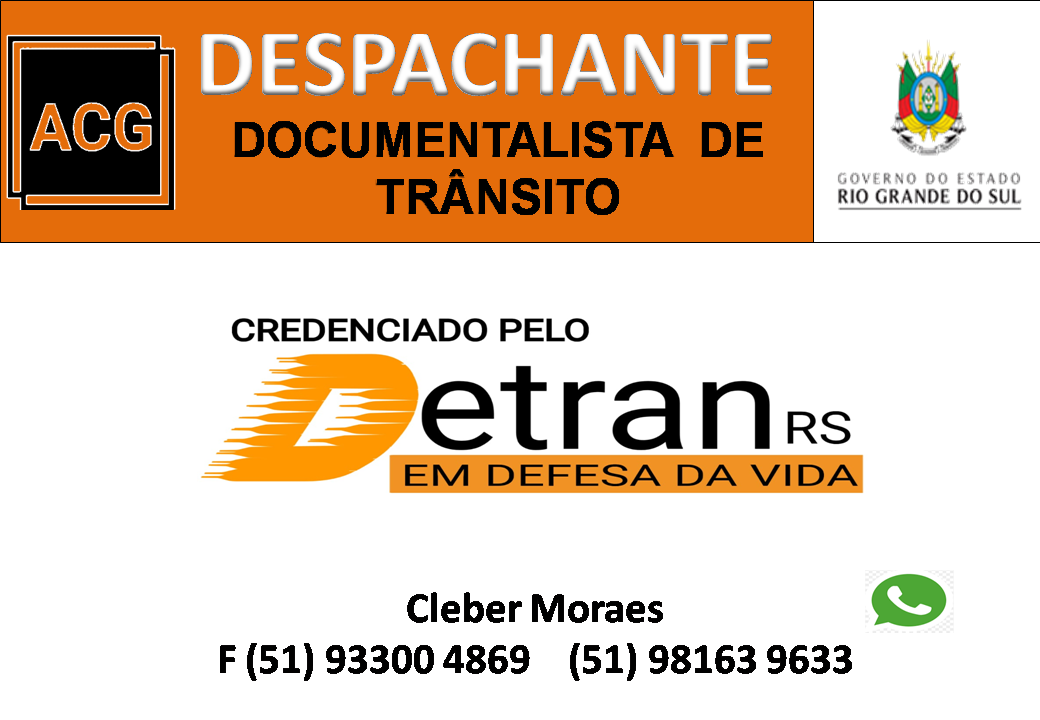 ACG
DESPACHANTE
DOCUMENTALISTA DE
TRÂNSITO
GOVERNO DO ESTADO
RIO GRANDE DO SUL
CREDENCIADO PELO
Detran RS
EM DEFESA DA VIDA
Cleber Moraes
F (51) 93300 4869 (51) 98163 9633